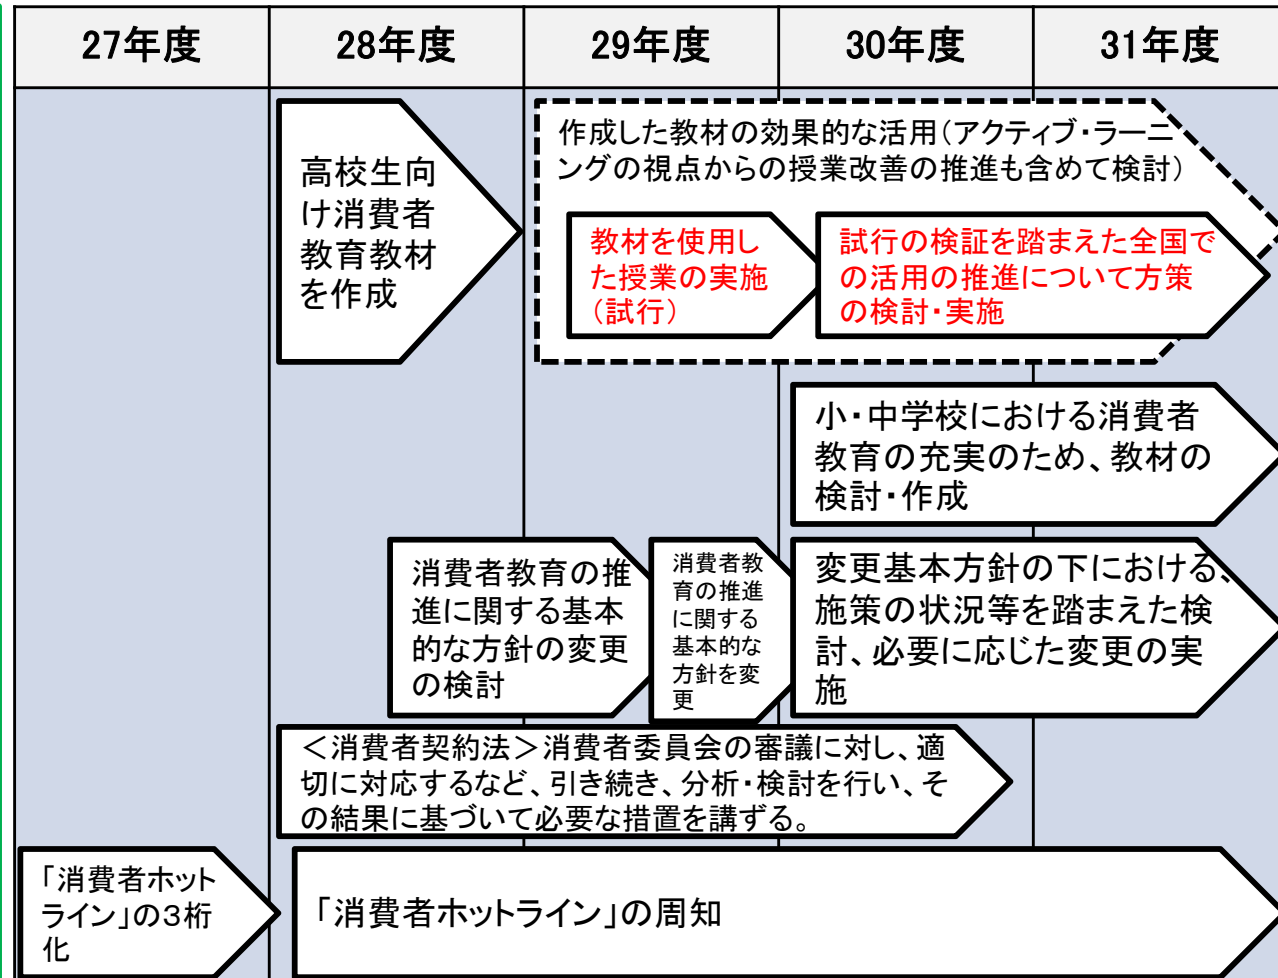 27年度
28年度
29年度
30年度
31年度
高校生向
け消費者
教育教材
を作成
作成した教材の効果的な活用（アクティブ・ラーニ
ングの視点からの授業改善の推進も含めて検討）
教材を使用し
た授業の実施
（試行）
試行の検証を踏まえた全国で
の活用の推進について方策
の検討・実施
小・中学校における消費者
教育の充実のため、教材の
検討・作成
消費者教育の推
進に関する基本
的な方針の変更
の検討
消費者教
育の推進
に関する
基本的な
方針を変
更
変更基本方針の下における、
施策の状況等を踏まえた検
討、必要に応じた変更の実
施
＜消費者契約法＞消費者委員会の審議に対し、適
切に対応するなど、引き続き、分析・検討を行い、そ
の結果に基づいて必要な措置を講ずる。
「消費者ホット
ライン」の３桁
化
「消費者ホットライン」の周知